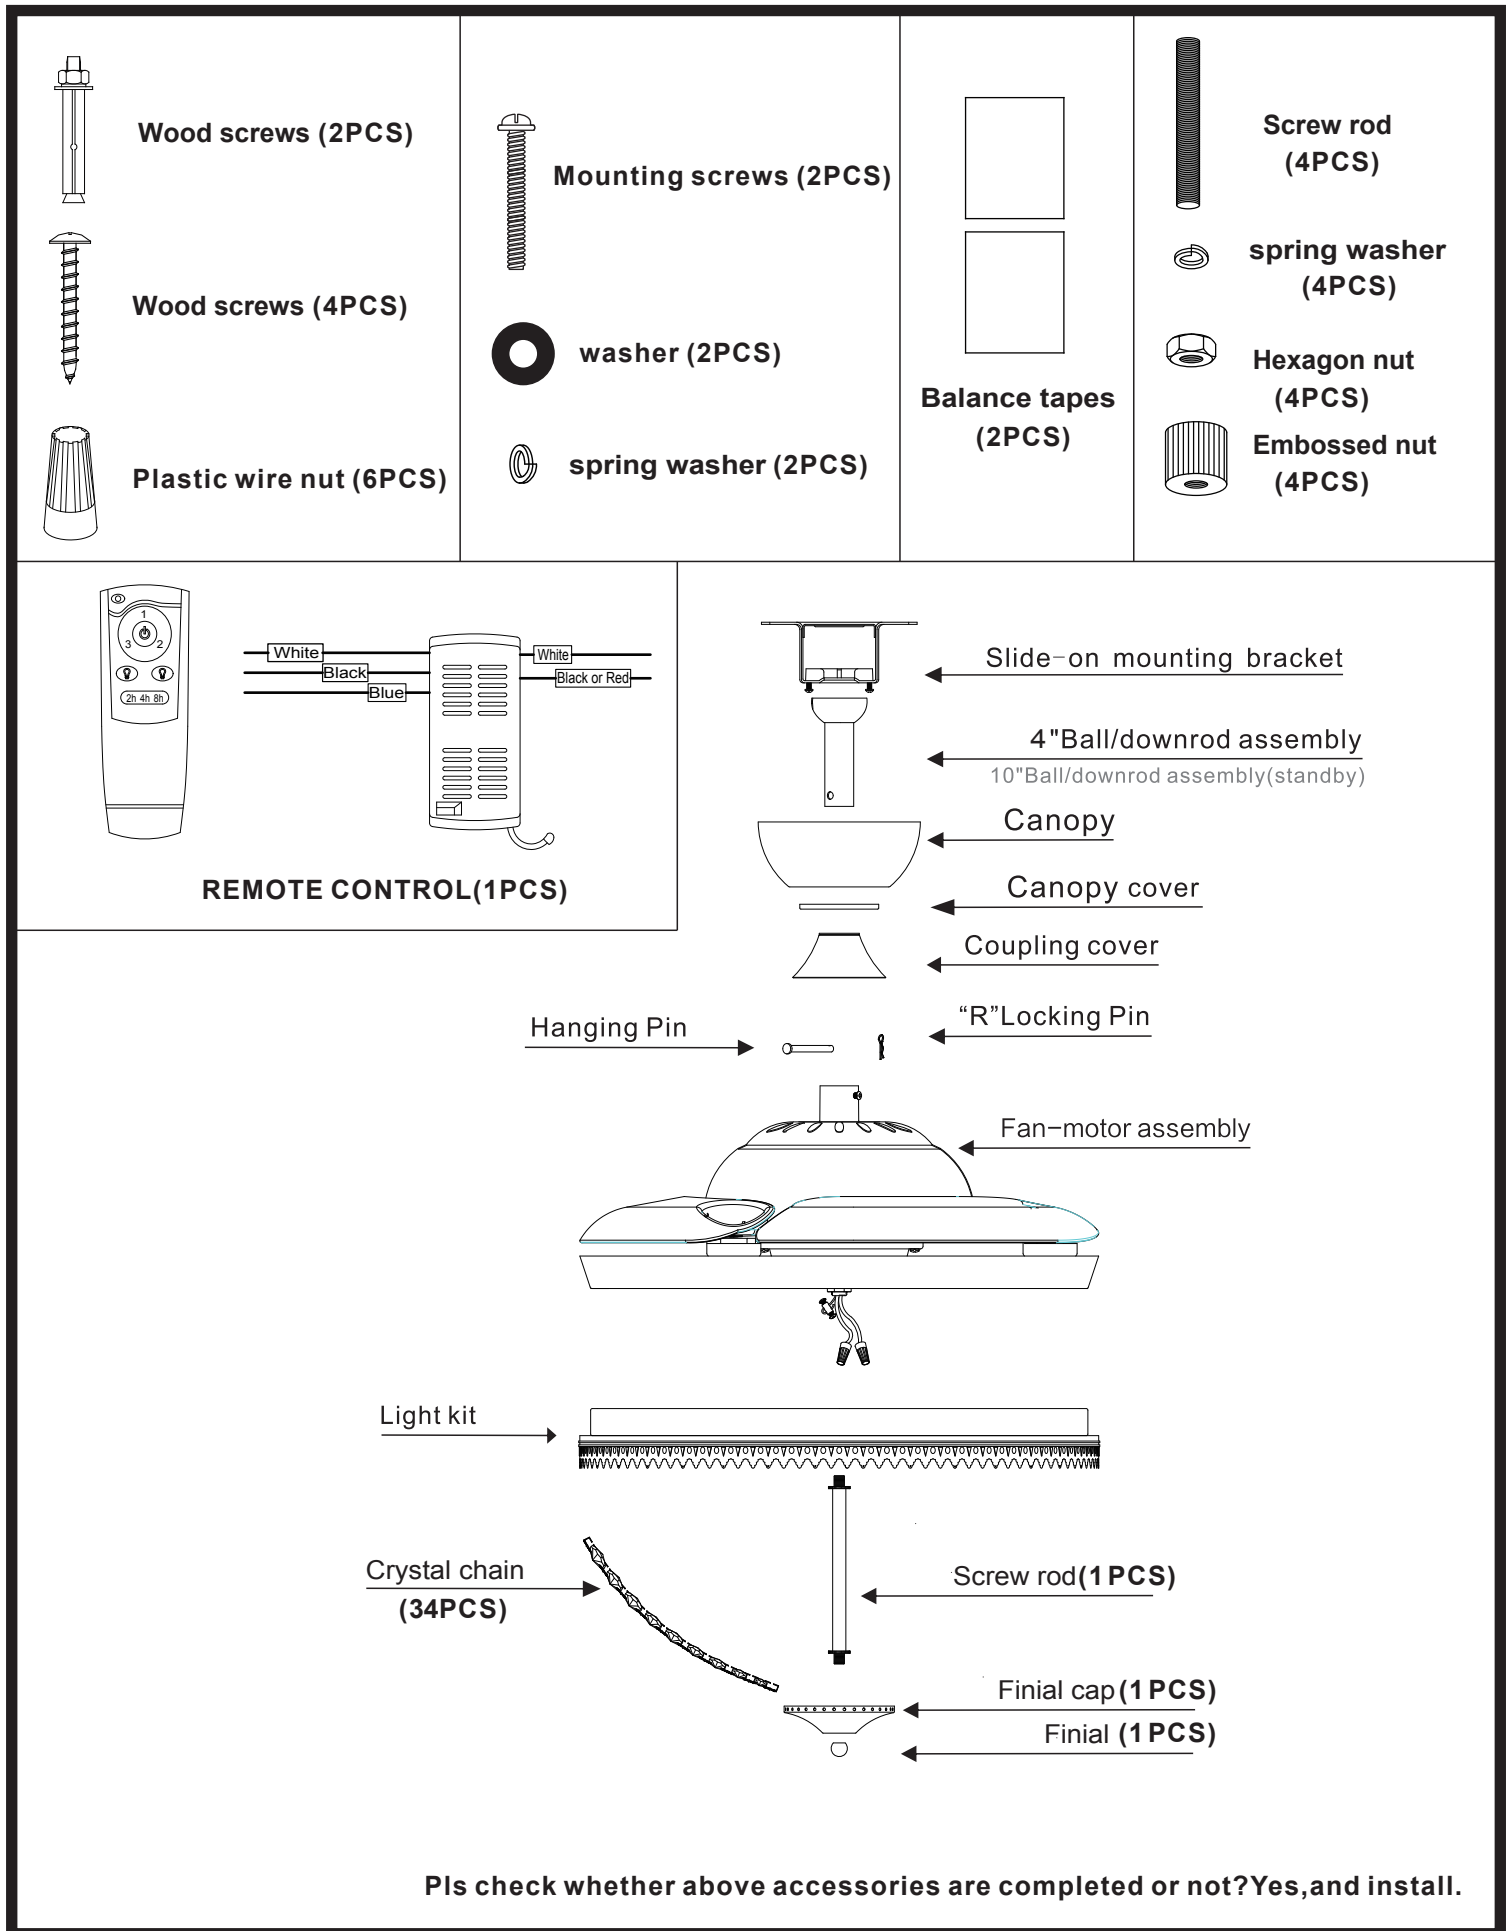 Wood screws (2PCS)
Wood screws (4PCS)
Plastic wire nut (6PCS)
Mounting screws (2PCS)
washer (2PCS)
spring washer (2PCS)
Balance tapes
(2PCS)
Screw rod
(4PCS)
spring washer
(4PCS)
Hexagon nut
(4PCS)
Embossed nut
(4PCS)
1
3 2
2h 4h 8h
White
Black
Blue
White
Black or Red
REMOTE CONTROL(1PCS)
Slide-on mounting bracket
4"Ball/downrod assembly
10"Ball/downrod assembly(standby)
Canopy
Canopy cover
Coupling cover
Hanging Pin
“R”Locking Pin
Fan-motor assembly
Light kit
Crystal chain
(34PCS)
Screw rod(1PCS)
Finial cap(1PCS)
Finial (1PCS)
Pls check whether above accessories are completed or not?Yes,and install.